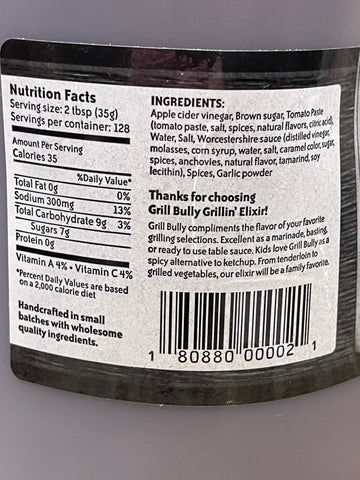 Nutrition Facts
Serving size: 2 tbsp (35g)
Servings per container: 128
Amount Per Serving
Calories 35
%Daily Value*
Total Fat 0g 0%
Sodium 300mg 13%
Total Carbohydrate 9g 3%
Sugars 7g
Protein 0g
Vitamin A 4% • Vitamin C 4%
*Percent Daily Values are based
on a 2,000 calorie diet
Handcrafted in small
batches with wholesome
quality ingredients.
INGREDIENTS:
Apple cider vinegar, Brown sugar, Tomato Paste
(tomato paste, salt, spices, natural flavors, citric acid),
Water, Salt, Worcestershire sauce (distilled vinegar,
molasses, corn syrup, water, salt, caramel color, sugar,
spices, anchovies, natural flavor, tamarind, soy
lecithin), Spices, Garlic powder
Thanks for choosing
Grill Bully Grillin' Elixir!
Grill Bully compliments the flavor of your favorite
grilling selections. Excellent as a marinade, basting,
or ready to use table sauce. Kids love Grill Bully as a
spicy alternative to ketchup. From tenderloin to
grilled vegetables, our elixir will be a family favorite.
1 80880 00002 1